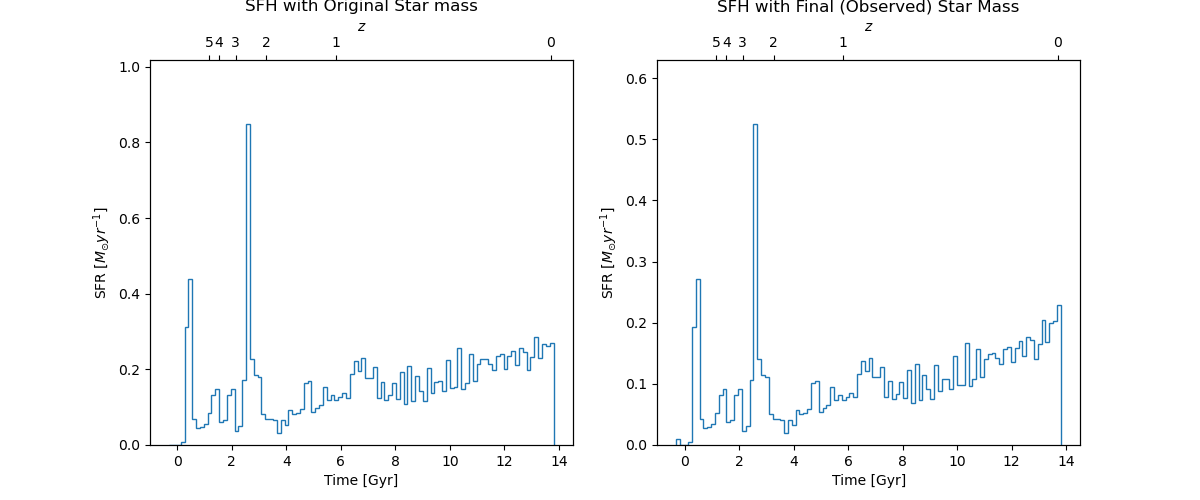 SFH with Original Star mass
z
5 4 3 2 1 0
1.0
0.8
0.6
0.4
0.2
0.0
SFR [M⊙yr⁻¹]
0 2 4 6 8 10 12 14
Time [Gyr]
SFH with Final (Observed) Star Mass
z
5 4 3 2 1 0
0.6
0.5
0.4
0.3
0.2
0.1
0.0
SFR [M⊙yr⁻¹]
0 2 4 6 8 10 12 14
Time [Gyr]